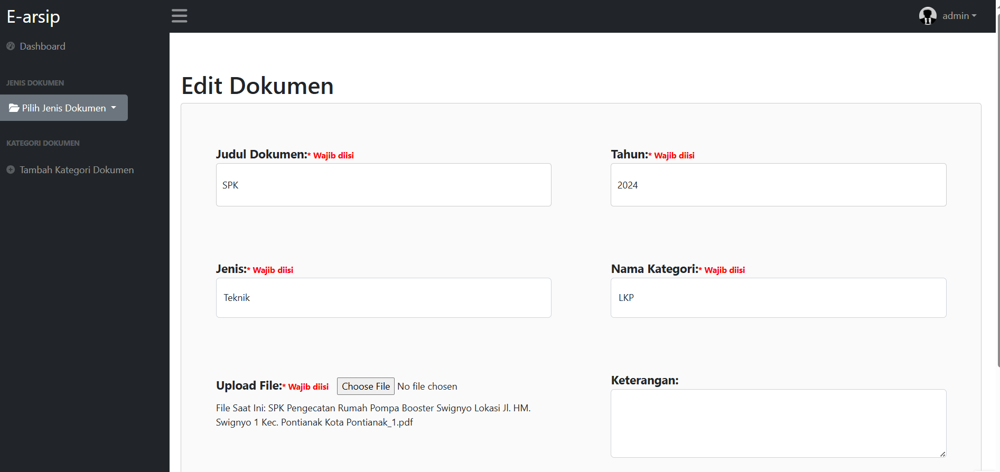 E-arsip
admin
Dashboard
JENIS DOKUMEN
Pilih Jenis Dokumen
KATEGORI DOKUMEN
Tambah Kategori Dokumen
Edit Dokumen
Judul Dokumen:* Wajib diisi
SPK
Tahun:* Wajib diisi
2024
Jenis:* Wajib diisi
Teknik
Nama Kategori:* Wajib diisi
LKP
Upload File:* Wajib diisi Choose File No file chosen
File Saat Ini: SPK Pengecatan Rumah Pompa Booster Swignyo Lokasi Jl. HM.
Swignyo 1 Kec. Pontianak Kota Pontianak_1.pdf
Keterangan: